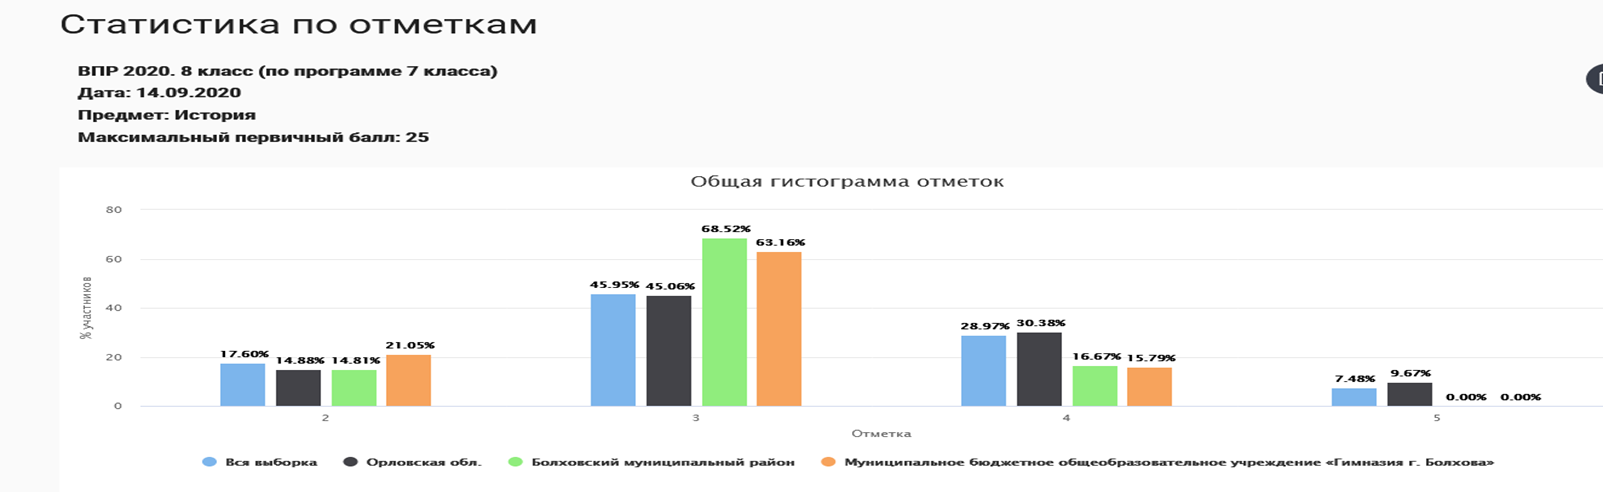 Статистика по отметкам
ВПР 2020. 8 класс (по программе 7 класса)
Дата: 14.09.2020
Предмет: История
Максимальный первичный балл: 25
Общая гистограмма отметок
% участников
80
60
40
20
0
17.60% 14.88% 14.81% 21.05%
45.95% 45.06% 68.52% 63.16%
28.97% 30.38% 16.67% 15.79%
7.48% 9.67% 0.00% 0.00%
2 3 4 5
Отметка
Вся выборка Орловская обл. Болховский муниципальный район Муниципальное бюджетное общеобразовательное учреждение «Гимназия г. Болхова»